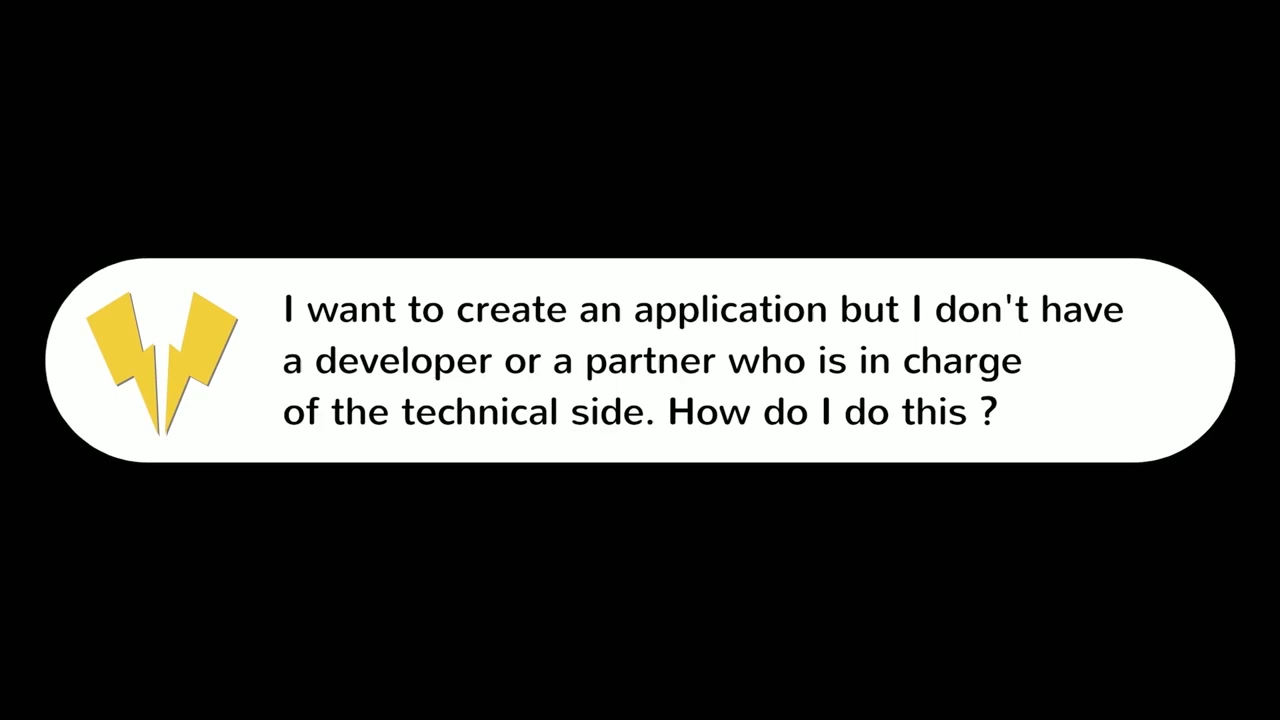 I want to create an application but I don't have
a developer or a partner who is in charge
of the technical side. How do I do this ?